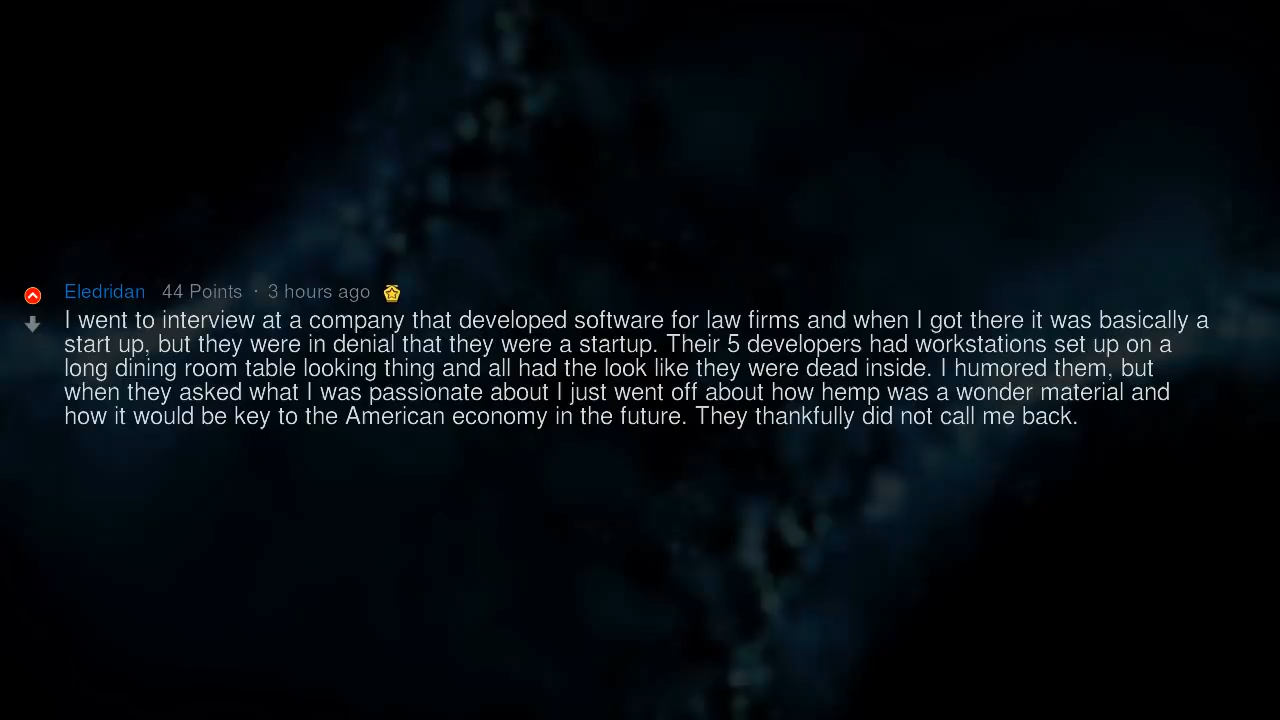 Eledridan 44 Points · 3 hours ago
I went to interview at a company that developed software for law firms and when I got there it was basically a
start up, but they were in denial that they were a startup. Their 5 developers had workstations set up on a
long dining room table looking thing and all had the look like they were dead inside. I humored them, but
when they asked what I was passionate about I just went off about how hemp was a wonder material and
how it would be key to the American economy in the future. They thankfully did not call me back.